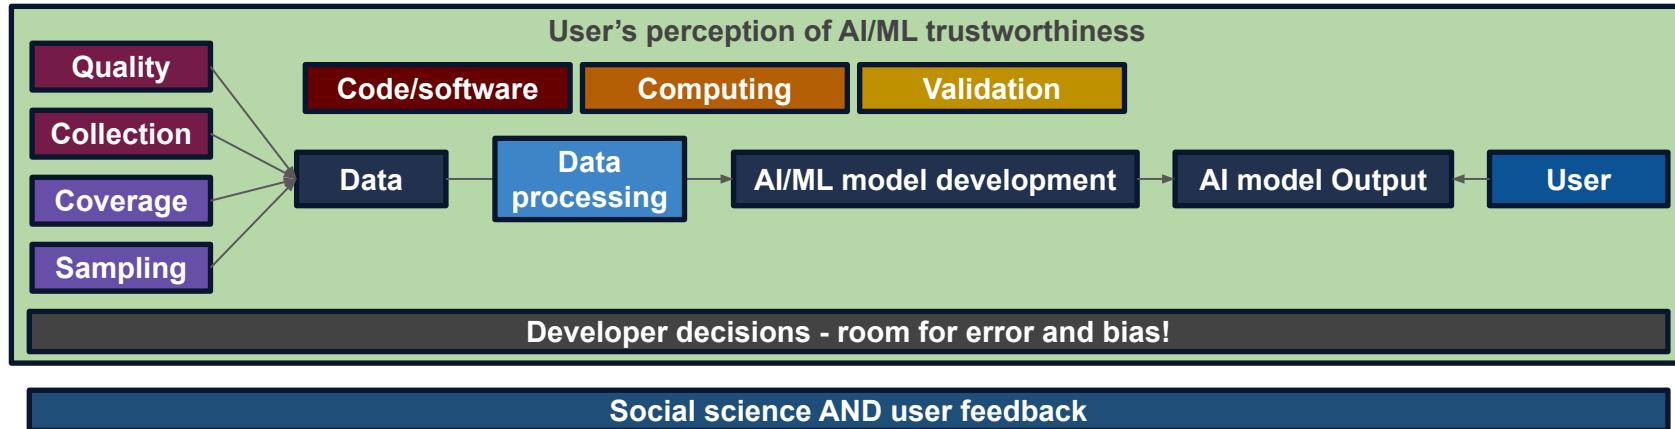 User’s perception of AI/ML trustworthiness
Quality
Code/software
Computing
Validation
Collection
Data
Data
processing
AI/ML model development
AI model Output
User
Coverage
Sampling
Developer decisions - room for error and bias!
Social science AND user feedback